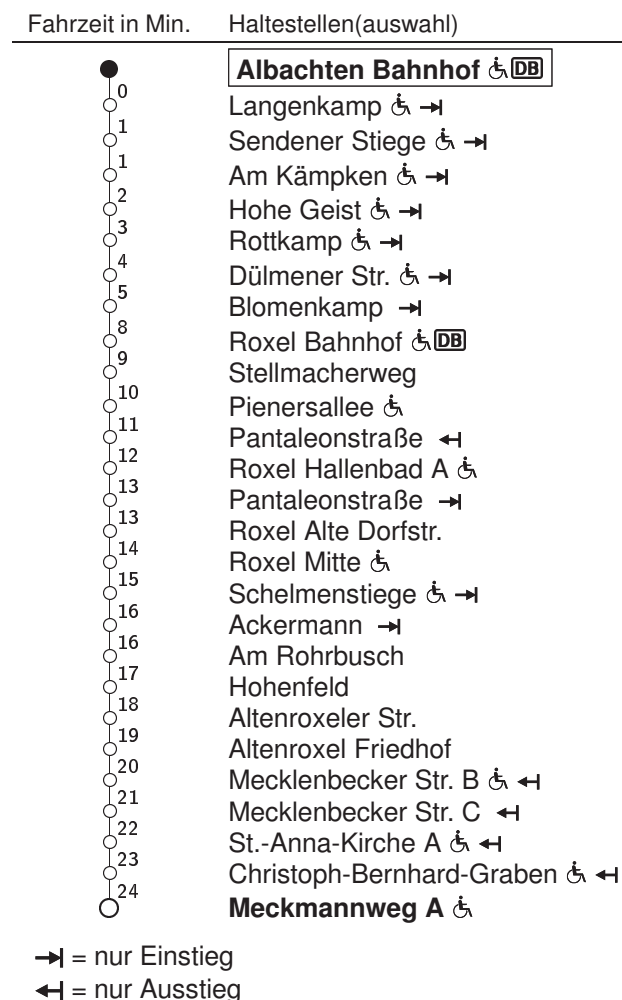 Fahrzeit in Min. Haltestellen(auswahl)
Albachten Bahnhof DB
0 Langenkamp
1 Sendener Stiege
1 Am Kämpken
2 Hohe Geist
3 Rottkamp
4 Dülmener Str.
5 Blomenkamp
8 Roxel Bahnhof DB
9 Stellmacherweg
10 Pienersallee
11 Pantaleonstraße
12 Roxel Hallenbad A
13 Pantaleonstraße
13 Roxel Alte Dorfstr.
14 Roxel Mitte
15 Schelmenstiege
16 Ackermann
16 Am Rohrbusch
17 Hohenfeld
18 Altenroxeler Str.
19 Altenroxel Friedhof
20 Mecklenbecker Str. B
21 Mecklenbecker Str. C
22 St.-Anna-Kirche A
23 Christoph-Bernhard-Graben
24 Meckmannweg A
= nur Einstieg
= nur Ausstieg